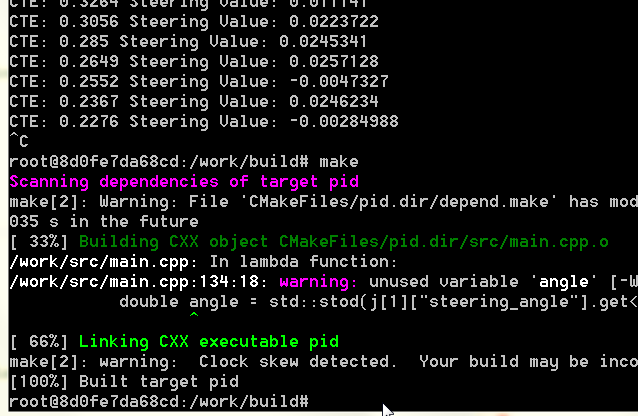 CTE: 0.3264 Steering Value: 0.011141
CTE: 0.3056 Steering Value: 0.0223722
CTE: 0.285 Steering Value: 0.0245341
CTE: 0.2649 Steering Value: 0.0257128
CTE: 0.2552 Steering Value: -0.0047327
CTE: 0.2367 Steering Value: 0.0246234
CTE: 0.2276 Steering Value: -0.00284988
^C
root@8d0fe7da68cd:/work/build# make
Scanning dependencies of target pid
make[2]: Warning: File 'CMakeFiles/pid.dir/depend.make' has mod
035 s in the future
[ 33%] Building CXX object CMakeFiles/pid.dir/src/main.cpp.o
/work/src/main.cpp: In lambda function:
/work/src/main.cpp:134:18: warning: unused variable 'angle' [-W
double angle = std::stod(j[1]["steering_angle"].get<
^
[ 66%] Linking CXX executable pid
make[2]: warning:  Clock skew detected.  Your build may be inco
[100%] Built target pid
root@8d0fe7da68cd:/work/build#